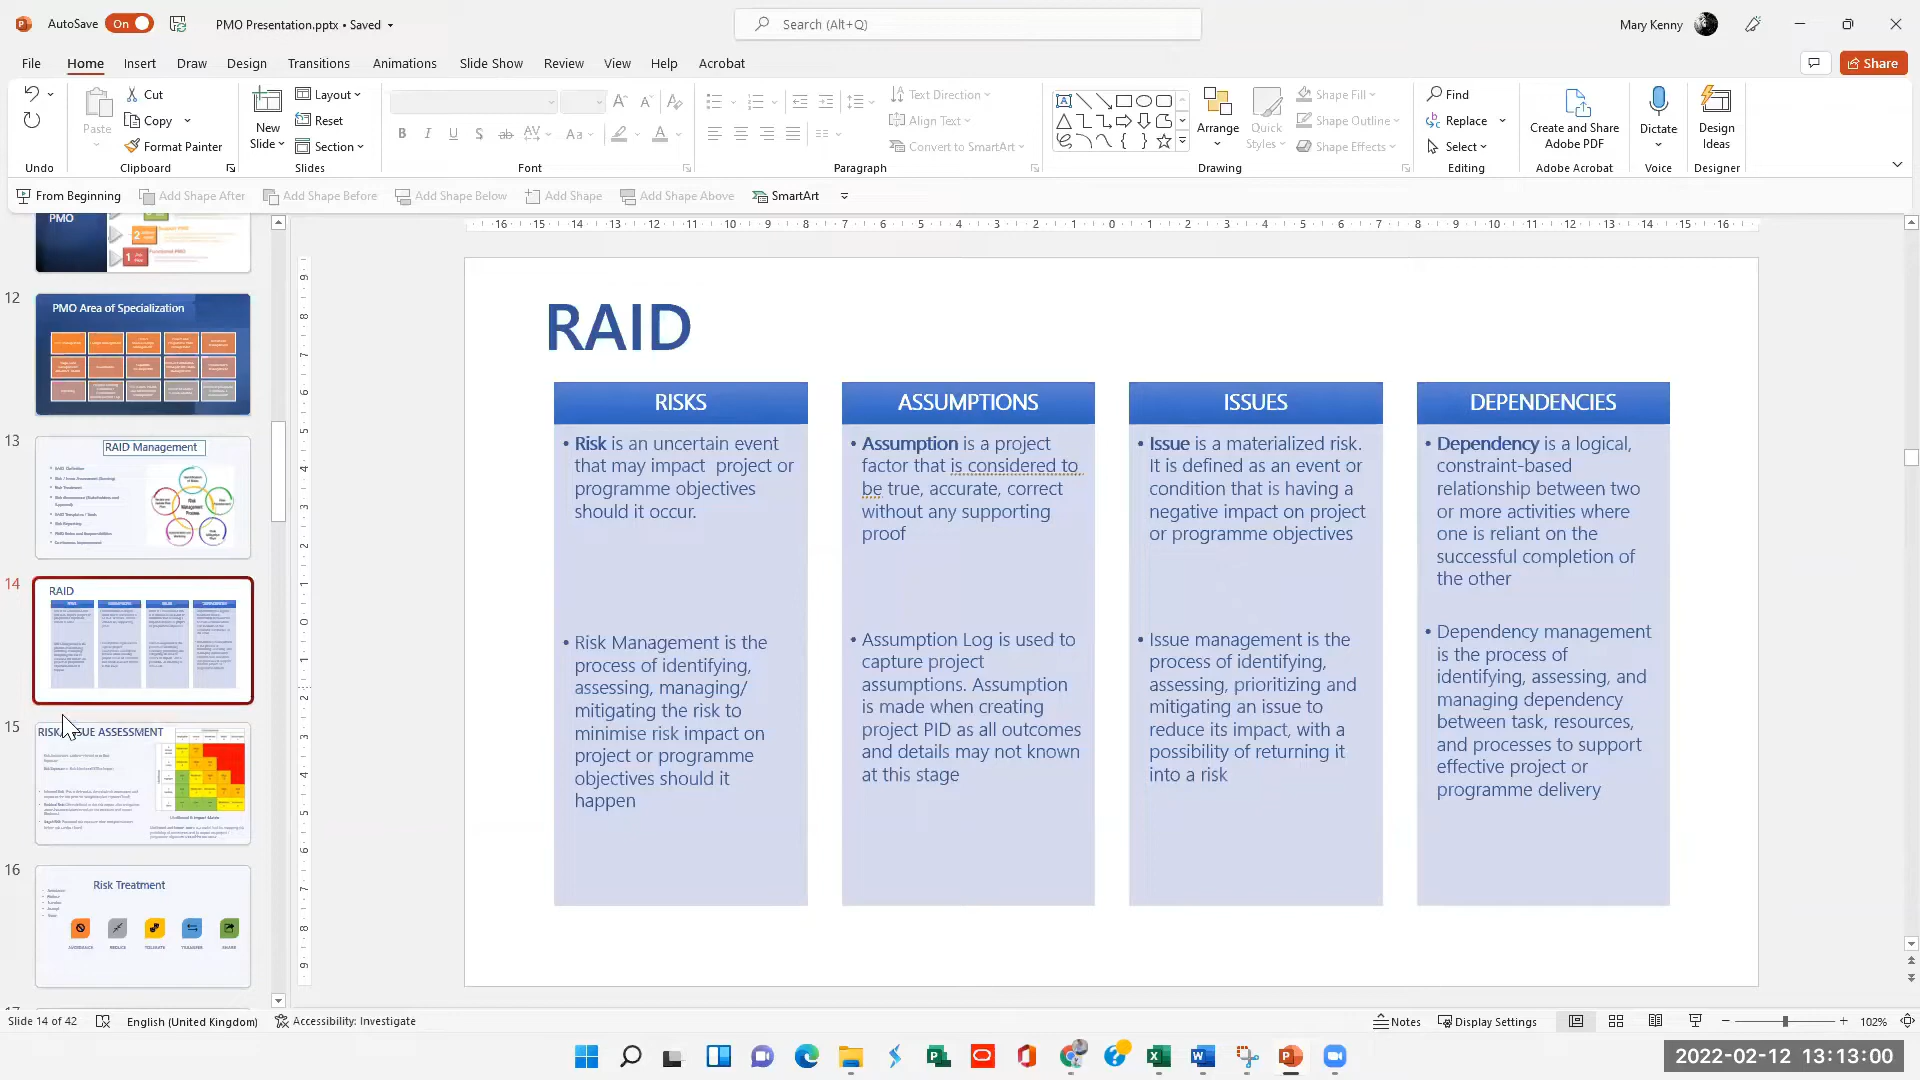 AutoSave On PMO Presentation.pptx • Saved Search (Alt+Q) Mary Kenny
File Home Insert Draw Design Transitions Animations Slide Show Review View Help Acrobat Share
Paste Cut Copy Format Painter
New Slide Layout Reset Section
Text Direction Align Text Convert to SmartArt
Arrange Quick Styles Shape Fill Shape Outline Shape Effects
Find Replace Select
Create and Share Adobe PDF Dictate Design Ideas
Undo Clipboard Slides Font Paragraph Drawing Editing Adobe Acrobat Voice Designer
From Beginning Add Shape After Add Shape Before Add Shape Below Add Shape Add Shape Above SmartArt
PMO
12
PMO Area of Specialization
13
RAID Management
14
RAID
15
ASSESSMENT
16
Risk Treatment
RAID
RISKS
• Risk is an uncertain event
that may impact project or
programme objectives
should it occur.
• Risk Management is the
process of identifying,
assessing, managing/
mitigating the risk to
minimise risk impact on
project or programme
objectives should it
happen
ASSUMPTIONS
• Assumption is a project
factor that is considered to
be true, accurate, correct
without any supporting
proof
• Assumption Log is used to
capture project
assumptions. Assumption
is made when creating
project PID as all outcomes
and details may not known
at this stage
ISSUES
• Issue is a materialized risk.
It is defined as an event or
condition that is having a
negative impact on project
or programme objectives
• Issue management is the
process of identifying,
assessing, prioritizing and
mitigating an issue to
reduce its impact, with a
possibility of returning it
into a risk
DEPENDENCIES
• Dependency is a logical,
constraint-based
relationship between two
or more activities where
one is reliant on the
successful completion of
the other
• Dependency management
is the process of
identifying, assessing, and
managing dependency
between task, resources,
and processes to support
effective project or
programme delivery
Slide 14 of 42 English (United Kingdom) Accessibility: Investigate Notes Display Settings 102%
2022-02-12 13:13:00